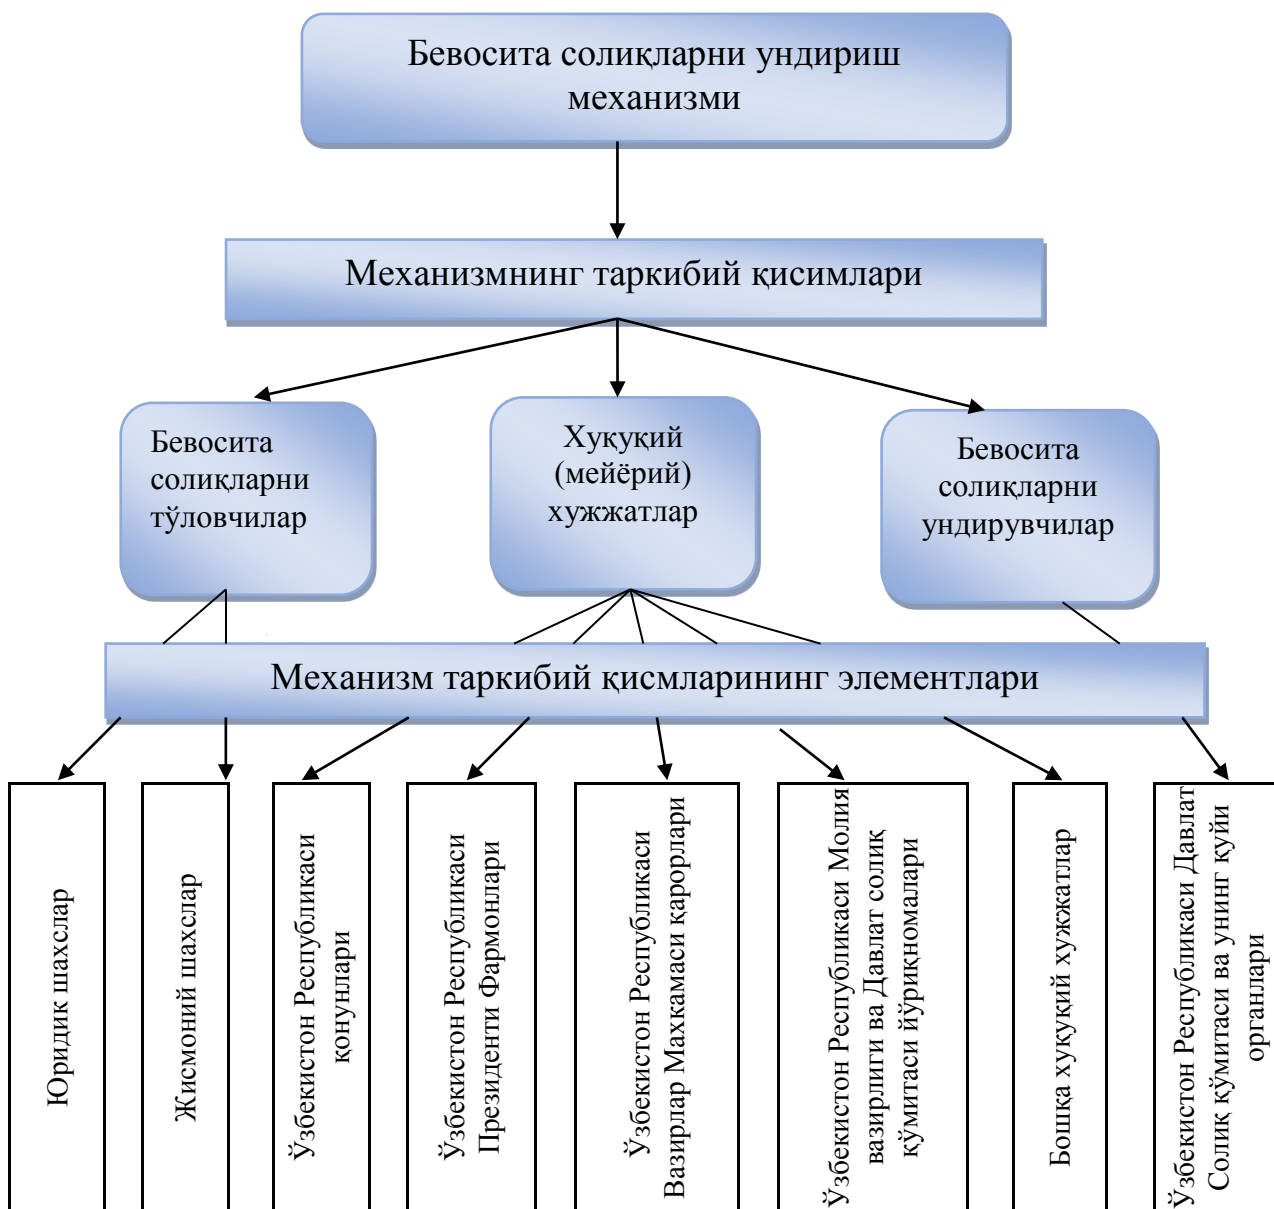 Бевосита солиқларни ундириш
механизми
Механизмнинг таркибий қисимлари
Бевосита
солиқларни
тўловчилар
Хуқуқий
(мейёрий)
хужжатлар
Бевосита
солиқларни
ундирувчилар
Механизм таркибий қисмларининг элементлари
Юридик шахслар
Жисмоний шахслар
Ўзбекистон Республикаси
қонунлари
Ўзбекистон Республикаси
Президенти Фармонлари
Ўзбекистон Республикаси
Вазирлар Махкамаси қарорлари
Ўзбекистон Республикаси Молия
вазирлиги ва Давлат солиқ
қўмитаси йўриқномалари
Бошқа хуқуқий хужжатлар
Ўзбекистон Республикаси Давлат
Солиқ қўмитаси ва унинг қуйи
органлари